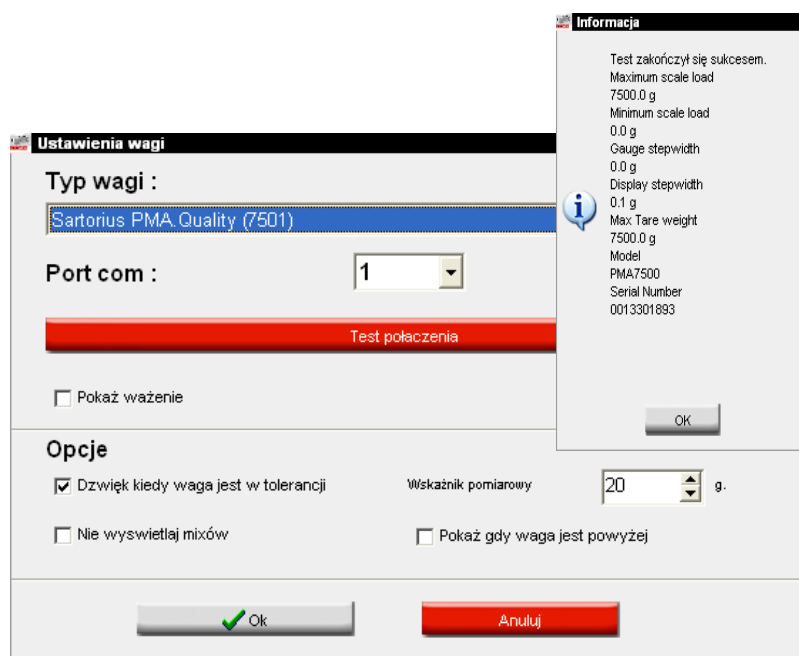 Informacja
Test zakończył się sukcesem.
Maximum scale load
7500.0 g
Minimum scale load
0.0 g
Gauge stepwidth
0.0 g
Display stepwidth
0.1 g
Max Tare weight
7500.0 g
Model
PMA7500
Serial Number
0013301893
OK
Ustawienia wagi
Typ wagi :
Sartorius PMA.Quality (7501)
Port com :
1
Test połaczenia
Pokaż ważenie
Opcje
Dzwięk kiedy waga jest w tolerancji
Wskaźnik pomiarowy
20
g.
Nie wyswietlaj mixów
Pokaż gdy waga jest powyżej
Ok
Anuluj